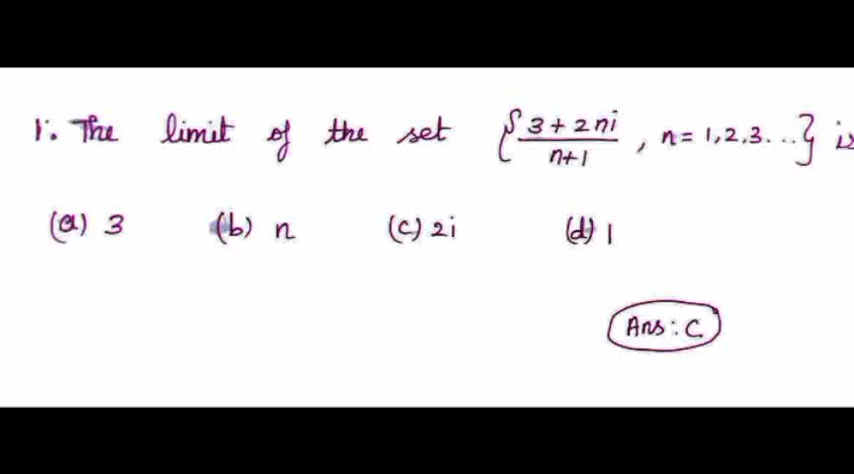 1. The limit of the set {3+2ni/n+1, n=1,2,3...} is
(a) 3 (b) n (c) 2i (d) 1
Ans: C